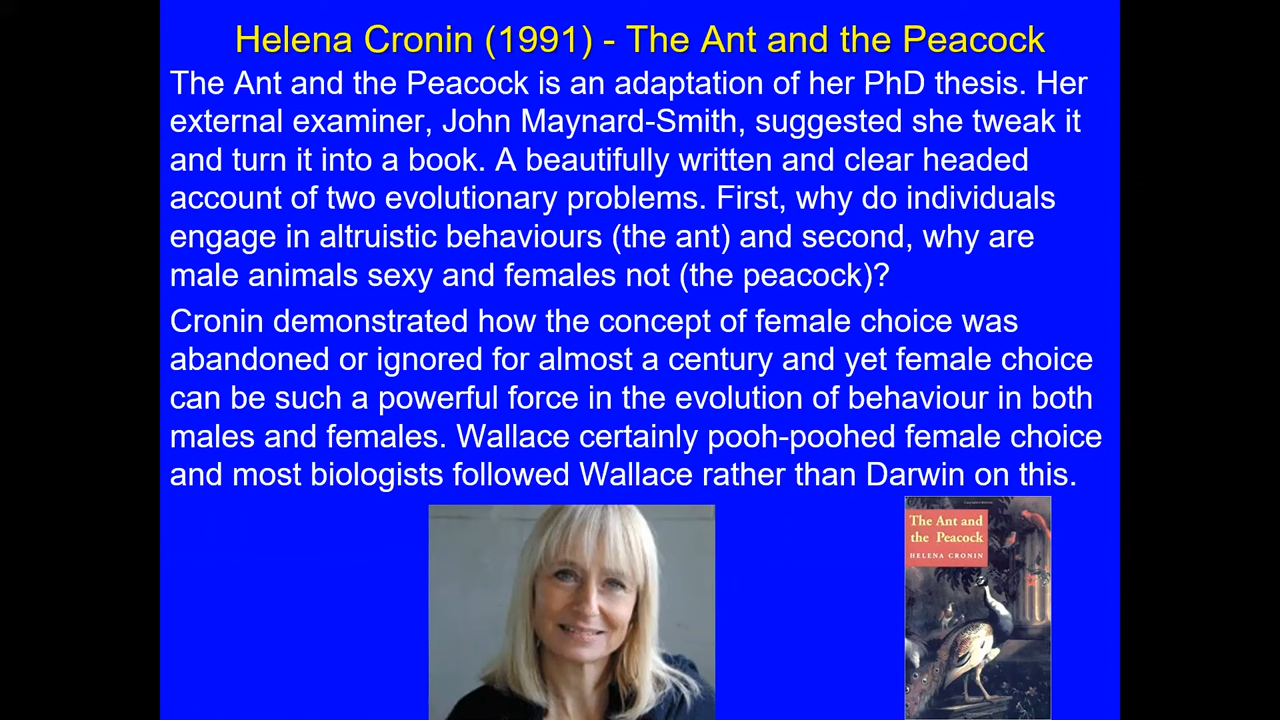 Helena Cronin (1991) - The Ant and the Peacock
The Ant and the Peacock is an adaptation of her PhD thesis. Her
external examiner, John Maynard-Smith, suggested she tweak it
and turn it into a book. A beautifully written and clear headed
account of two evolutionary problems. First, why do individuals
engage in altruistic behaviours (the ant) and second, why are
male animals sexy and females not (the peacock)?
Cronin demonstrated how the concept of female choice was
abandoned or ignored for almost a century and yet female choice
can be such a powerful force in the evolution of behaviour in both
males and females. Wallace certainly pooh-poohed female choice
and most biologists followed Wallace rather than Darwin on this.
The Ant and
the Peacock
HELENA CRONIN